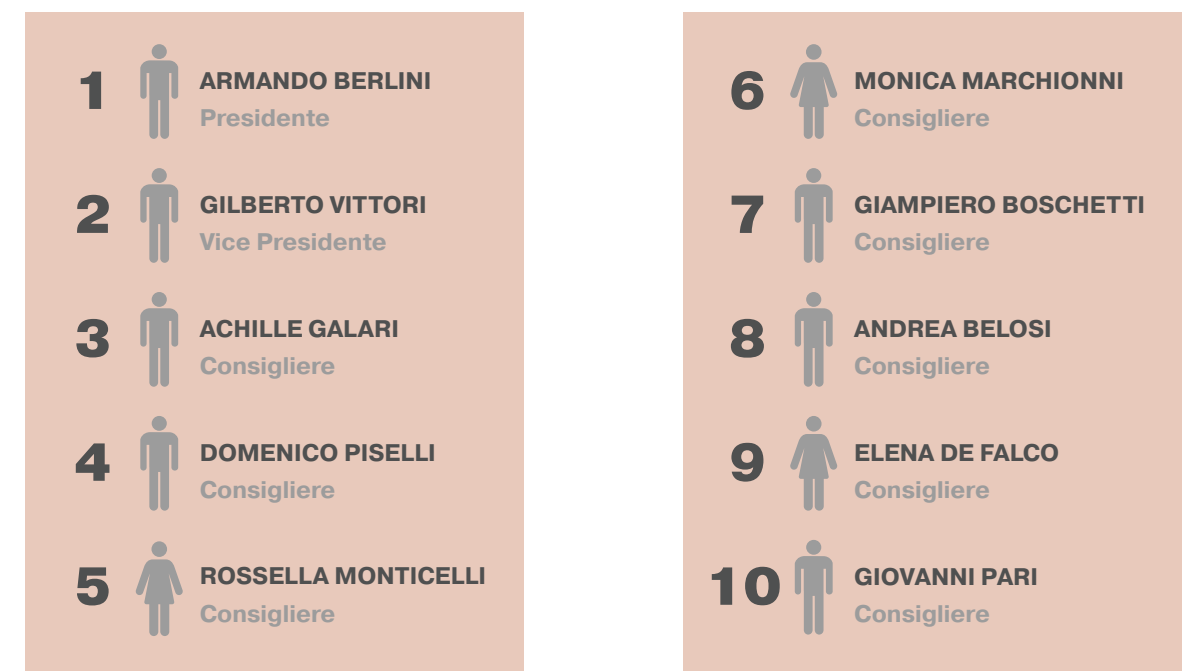 1
ARMANDO BERLINI
Presidente
2
GILBERTO VITTORI
Vice Presidente
3
ACHILLE GALARI
Consigliere
4
DOMENICO PISELLI
Consigliere
5
ROSSELLA MONTICELLI
Consigliere
6
MONICA MARCHIONNI
Consigliere
7
GIAMPIERO BOSCHETTI
Consigliere
8
ANDREA BELOSI
Consigliere
9
ELENA DE FALCO
Consigliere
10
GIOVANNI PARI
Consigliere